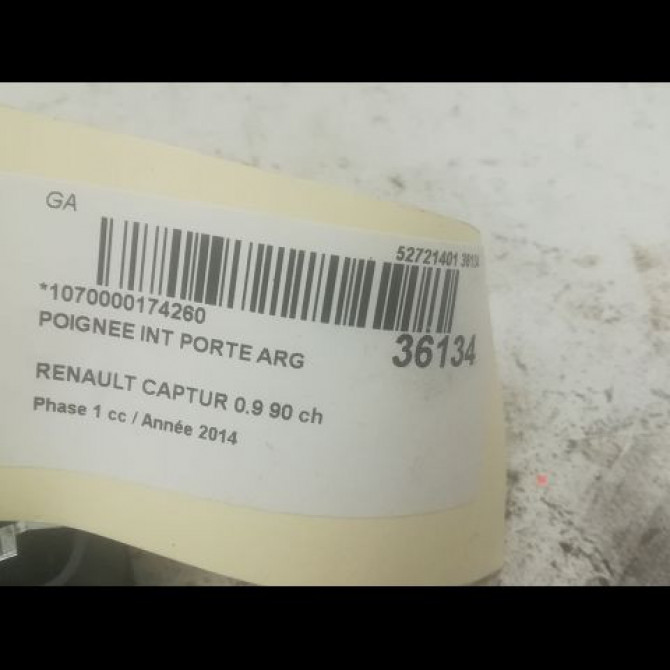 GA
52721401 36134
*1070000174260
36134
POIGNEE INT PORTE ARG
RENAULT CAPTUR 0.9 90 ch
Phase 1 cc / Année 2014